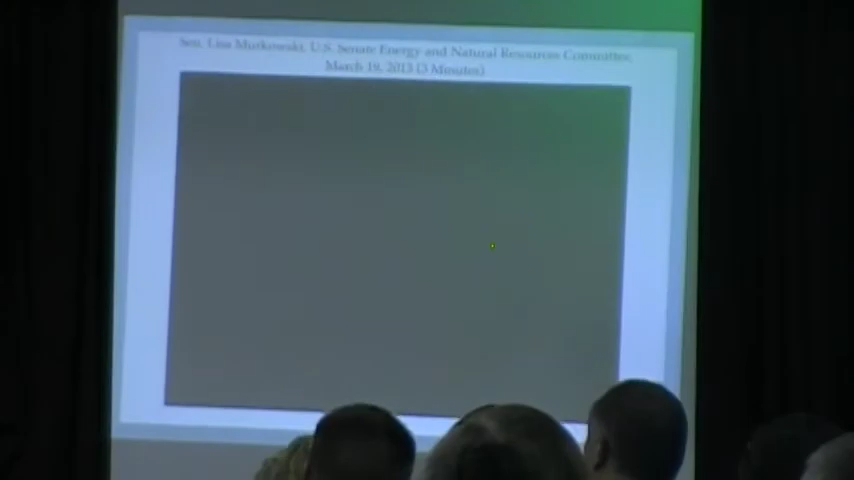 Sen. Lisa Murkowski, U.S. Senate Energy and Natural Resources Committee,
March 19, 2013 (3 Minutes)